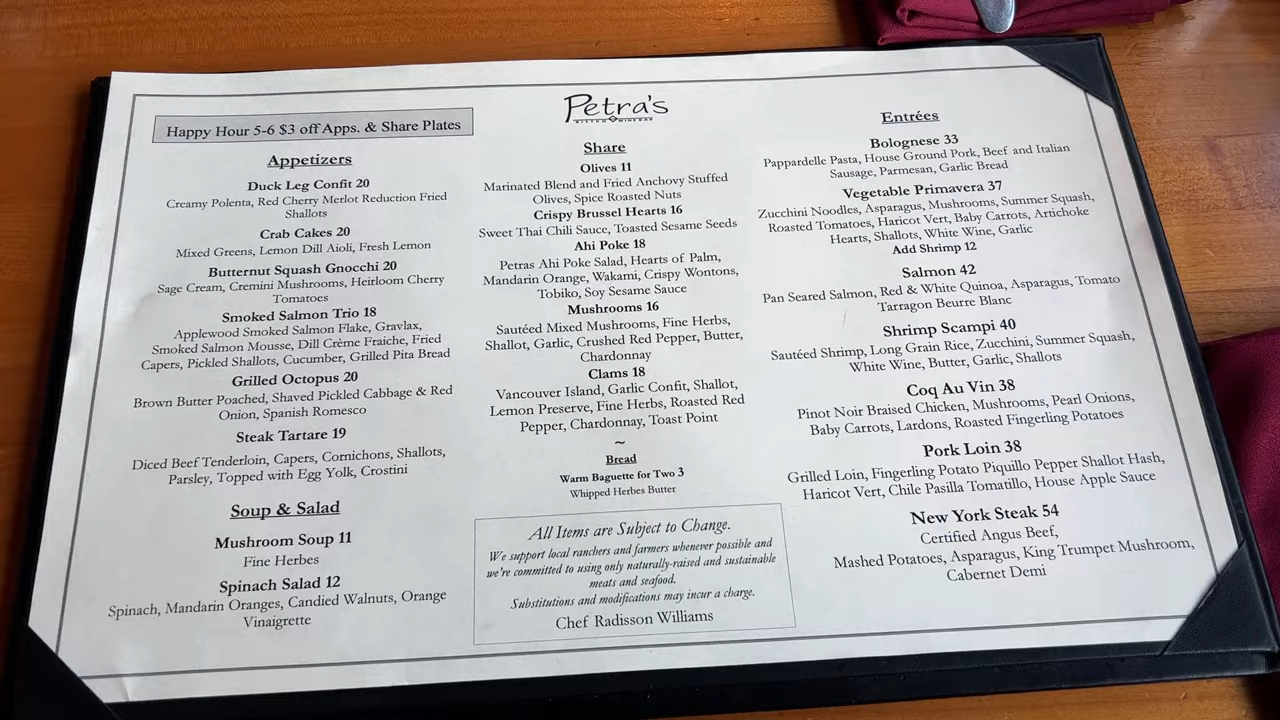 Happy Hour 5-6 $3 off Apps. & Share Plates
Appetizers
Duck Leg Confit 20
Creamy Polenta, Red Cherry Merlot Reduction Fried
Shallots
Crab Cakes 20
Mixed Greens, Lemon Dill Aioli, Fresh Lemon
Butternut Squash Gnocchi 20
Sage Cream, Cremini Mushrooms, Heirloom Cherry
Tomatoes
Smoked Salmon Trio 18
Applewood Smoked Salmon Flake, Gravlax,
Smoked Salmon Mousse, Dill Crème Fraiche, Fried
Capers, Pickled Shallots, Cucumber, Grilled Pita Bread
Grilled Octopus 20
Brown Butter Poached, Shaved Pickled Cabbage & Red
Onion, Spanish Romesco
Steak Tartare 19
Diced Beef Tenderloin, Capers, Cornichons, Shallots,
Parsley, Topped with Egg Yolk, Crostini
Soup & Salad
Mushroom Soup 11
Fine Herbes
Spinach Salad 12
Spinach, Mandarin Oranges, Candied Walnuts, Orange
Vinaigrette
Petra's
BISTRO WINEBAR
Share
Olives 11
Marinated Blend and Fried Anchovy Stuffed
Olives, Spice Roasted Nuts
Crispy Brussel Hearts 16
Sweet Thai Chili Sauce, Toasted Sesame Seeds
Ahi Poke 18
Petras Ahi Poke Salad, Hearts of Palm,
Mandarin Orange, Wakami, Crispy Wontons,
Tobiko, Soy Sesame Sauce
Mushrooms 16
Sautéed Mixed Mushrooms, Fine Herbs,
Shallot, Garlic, Crushed Red Pepper, Butter,
Chardonnay
Clams 18
Vancouver Island, Garlic Confit, Shallot,
Lemon Preserve, Fine Herbs, Roasted Red
Pepper, Chardonnay, Toast Point
~
Bread
Warm Baguette for Two 3
Whipped Herbes Butter
All Items are Subject to Change.
We support local ranchers and farmers whenever possible and
we're committed to using only naturally-raised and sustainable
meats and seafood.
Substitutions and modifications may incur a charge.
Chef Radisson Williams
Entrées
Bolognese 33
Pappardelle Pasta, House Ground Pork, Beef and Italian
Sausage, Parmesan, Garlic Bread
Vegetable Primavera 37
Zucchini Noodles, Asparagus, Mushrooms, Summer Squash,
Roasted Tomatoes, Haricot Vert, Baby Carrots, Artichoke
Hearts, Shallots, White Wine, Garlic
Add Shrimp 12
Salmon 42
Pan Seared Salmon, Red & White Quinoa, Asparagus, Tomato
Tarragon Beurre Blanc
Shrimp Scampi 40
Sautéed Shrimp, Long Grain Rice, Zucchini, Summer Squash,
White Wine, Butter, Garlic, Shallots
Coq Au Vin 38
Pinot Noir Braised Chicken, Mushrooms, Pearl Onions,
Baby Carrots, Lardons, Roasted Fingerling Potatoes
Pork Loin 38
Grilled Loin, Fingerling Potato Piquillo Pepper Shallot Hash,
Haricot Vert, Chile Pasilla Tomatillo, House Apple Sauce
New York Steak 54
Certified Angus Beef,
Mashed Potatoes, Asparagus, King Trumpet Mushroom,
Cabernet Demi